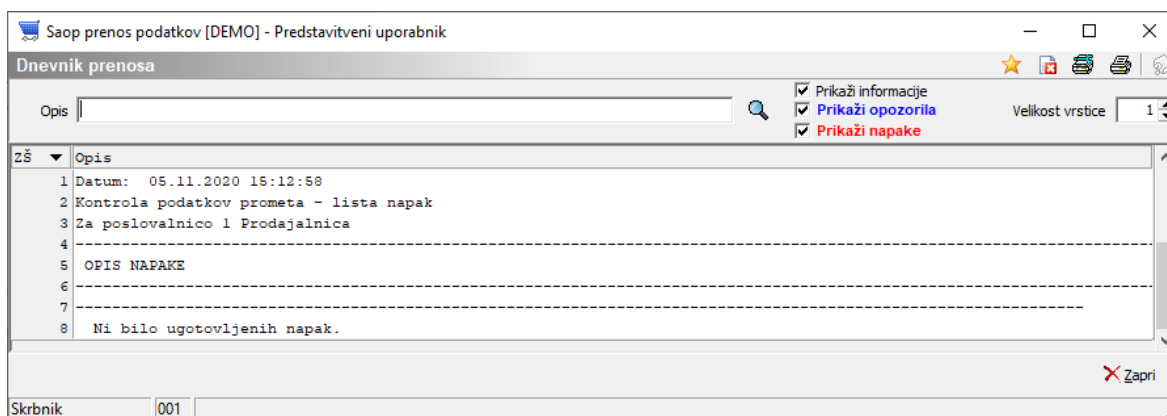 Saop prenos podatkov [DEMO] - Predstavitveni uporabnik
Dnevnik prenosa
Opis
Prikaži informacije
Prikaži opozorila
Prikaži napake
Velikost vrstice 1
ZŠ Opis
1 Datum: 05.11.2020 15:12:58
2 Kontrola podatkov prometa - lista napak
3 Za poslovalnico 1 Prodajalnica
4 ------------------------------------------------------------------------------------------------------------------------
5 OPIS NAPAKE
6 ------------------------------------------------------------------------------------------------------------------------
7 ----------------------------------------------------------------------------------------------------------------
8 Ni bilo ugotovljenih napak.
Zapri
Skrbnik 001